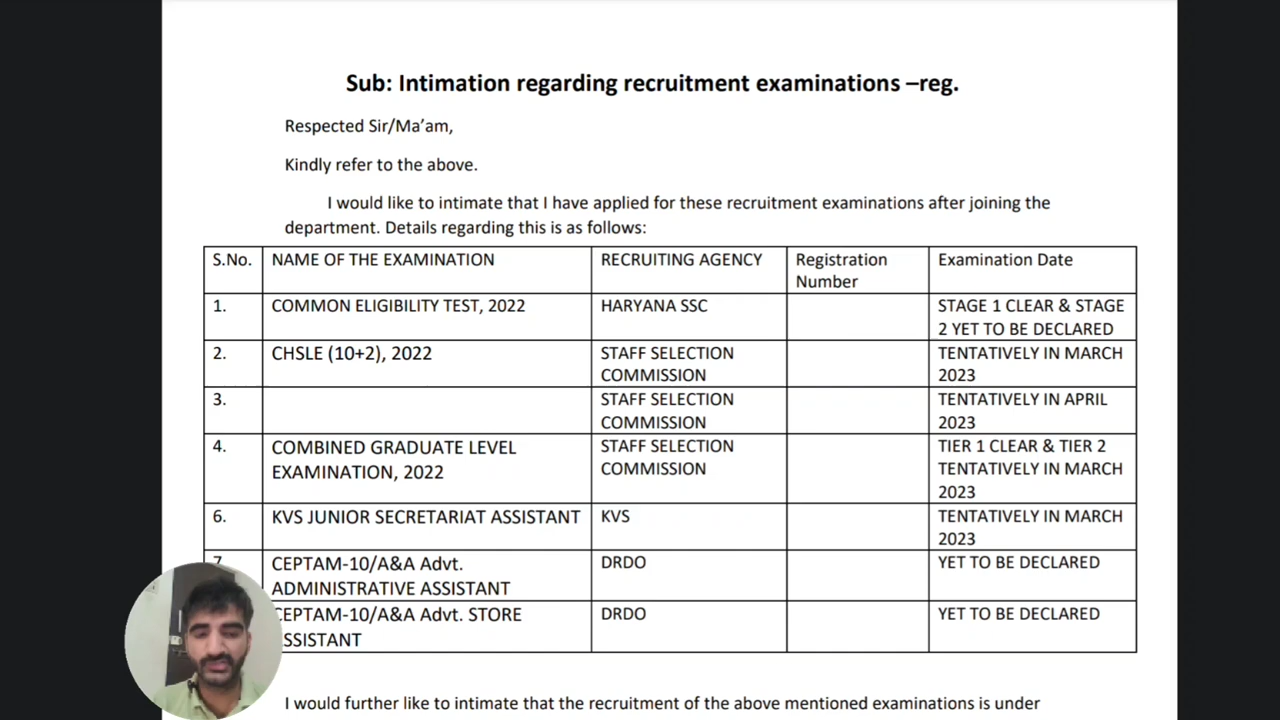 Sub: Intimation regarding recruitment examinations –reg.
Respected Sir/Ma’am,
Kindly refer to the above.
I would like to intimate that I have applied for these recruitment examinations after joining the
department. Details regarding this is as follows:
S.No. NAME OF THE EXAMINATION RECRUITING AGENCY Registration Number Examination Date
1. COMMON ELIGIBILITY TEST, 2022 HARYANA SSC STAGE 1 CLEAR & STAGE
2 YET TO BE DECLARED
2. CHSLE (10+2), 2022 STAFF SELECTION TENTATIVELY IN MARCH
COMMISSION 2023
3. STAFF SELECTION TENTATIVELY IN APRIL
COMMISSION 2023
4. COMBINED GRADUATE LEVEL STAFF SELECTION TIER 1 CLEAR & TIER 2
EXAMINATION, 2022 COMMISSION TENTATIVELY IN MARCH
2023
6. KVS JUNIOR SECRETARIAT ASSISTANT KVS TENTATIVELY IN MARCH
2023
CEPTAM-10/A&A Advt. DRDO YET TO BE DECLARED
ADMINISTRATIVE ASSISTANT
CEPTAM-10/A&A Advt. STORE DRDO YET TO BE DECLARED
ASSISTANT
I would further like to intimate that the recruitment of the above mentioned examinations is under